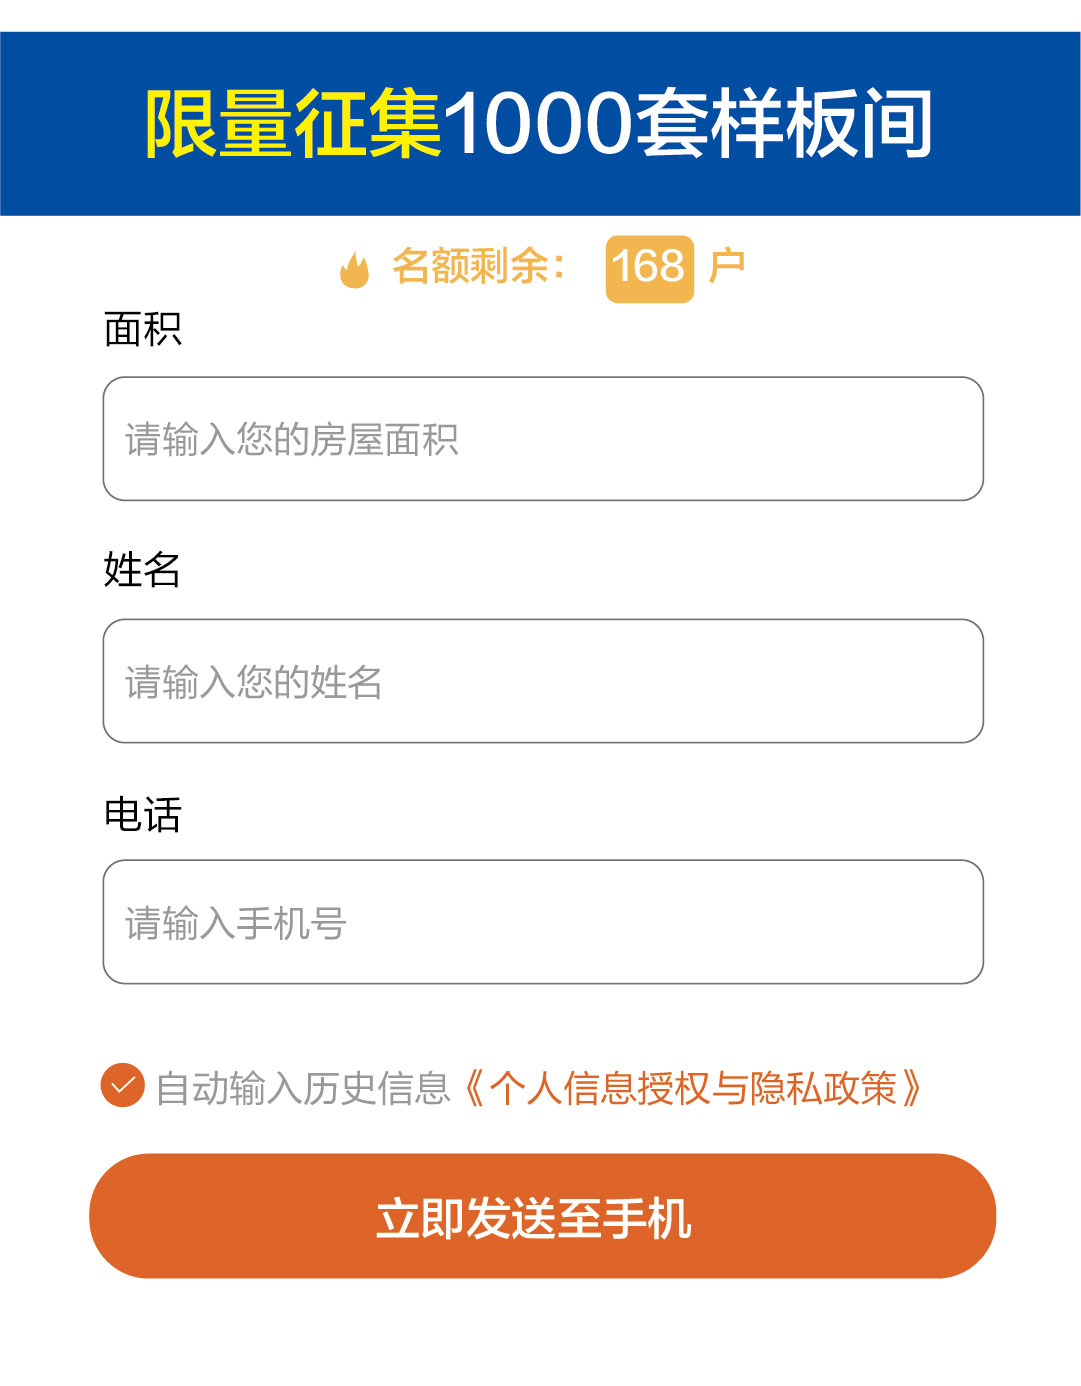 限量征集1000套样板间
名额剩余： 168 户
面积
请输入您的房屋面积
姓名
请输入您的姓名
电话
请输入手机号
自动输入历史信息《个人信息授权与隐私政策》
立即发送至手机